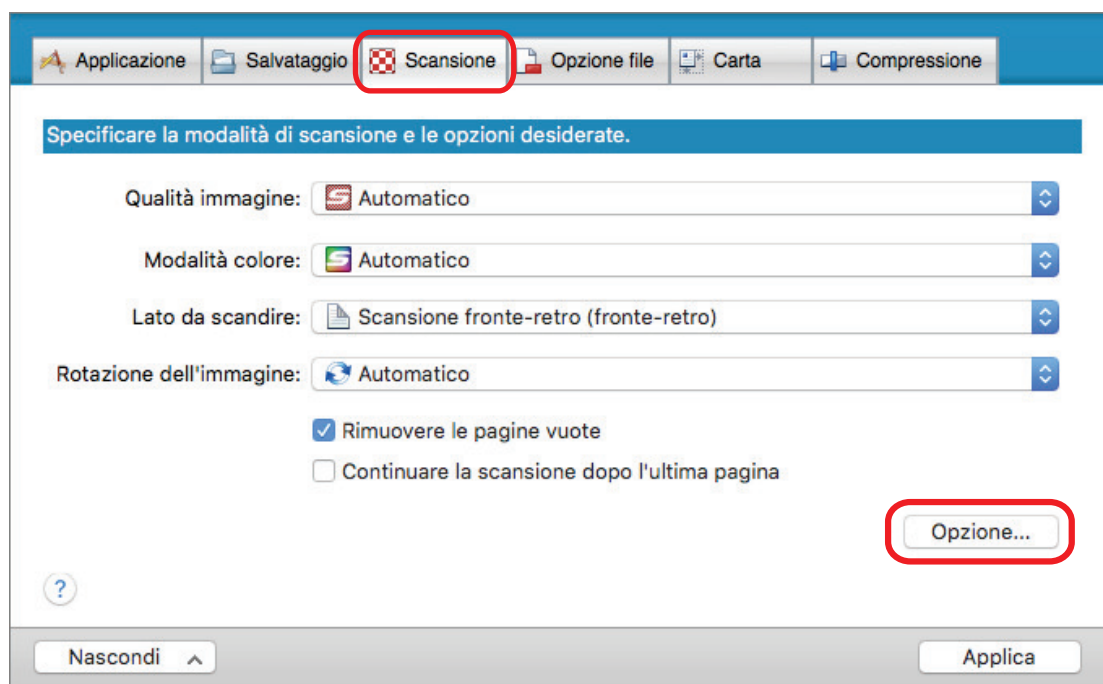 Applicazione Salvataggio Scansione Opzione file Carta Compressione
Specificare la modalità di scansione e le opzioni desiderate.
Qualità immagine: Automatico
Modalità colore: Automatico
Lato da scandire: Scansione fronte-retro (fronte-retro)
Rotazione dell'immagine: Automatico
Rimuovere le pagine vuote
Continuare la scansione dopo l'ultima pagina
Opzione...
?
Nascondi Applica